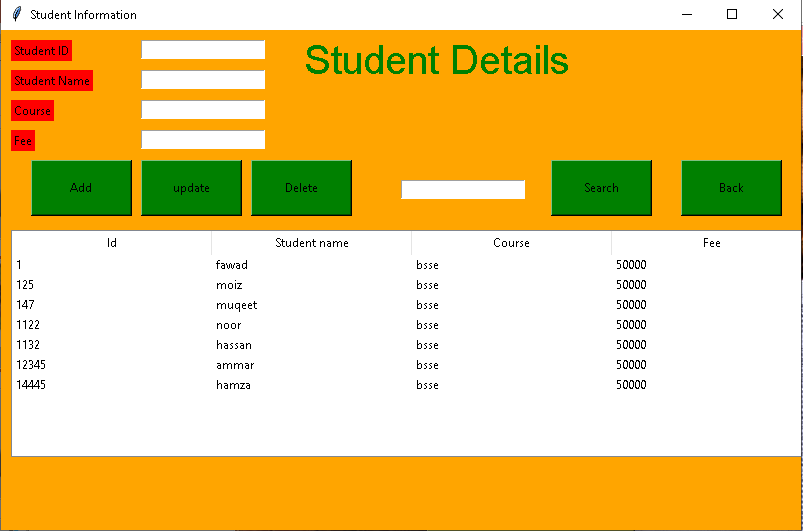 Student Information
Student ID
Student Details
Student Name
Course
Fee
Add update Delete Search Back
Id Student name Course Fee
1 fawad bsse 50000
125 moiz bsse 50000
147 muqeet bsse 50000
1122 noor bsse 50000
1132 hassan bsse 50000
12345 ammar bsse 50000
14445 hamza bsse 50000